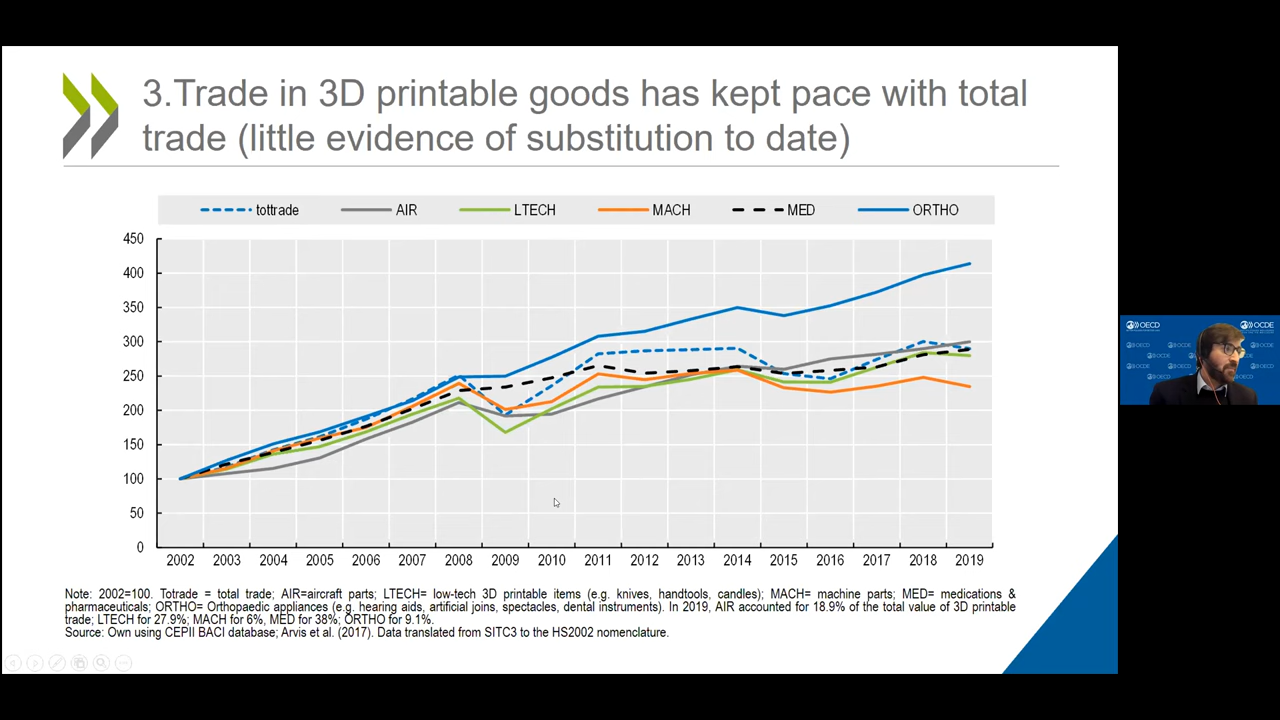 3.Trade in 3D printable goods has kept pace with total
trade (little evidence of substitution to date)
tottrade AIR LTECH MACH MED ORTHO
450
400
350
300
250
200
150
100
50
0
2002 2003 2004 2005 2006 2007 2008 2009 2010 2011 2012 2013 2014 2015 2016 2017 2018 2019
Note: 2002=100. Totrade = total trade; AIR=aircraft parts; LTECH= low-tech 3D printable items (e.g. knives, handtools, candles); MACH= machine parts; MED= medications &
pharmaceuticals; ORTHO= Orthopaedic appliances (e.g. hearing aids, artificial joins, spectacles, dental instruments). In 2019, AIR accounted for 18.9% of the total value of 3D printable
trade; LTECH for 27.9%; MACH for 6%, MED for 38%; ORTHO for 9.1%.
Source: Own using CEPII BACI database; Arvis et al. (2017). Data translated from SITC3 to the HS2002 nomenclature.
OECD
OCDE
OECD
OCDE
OECD
OECD
OCDE
OECD